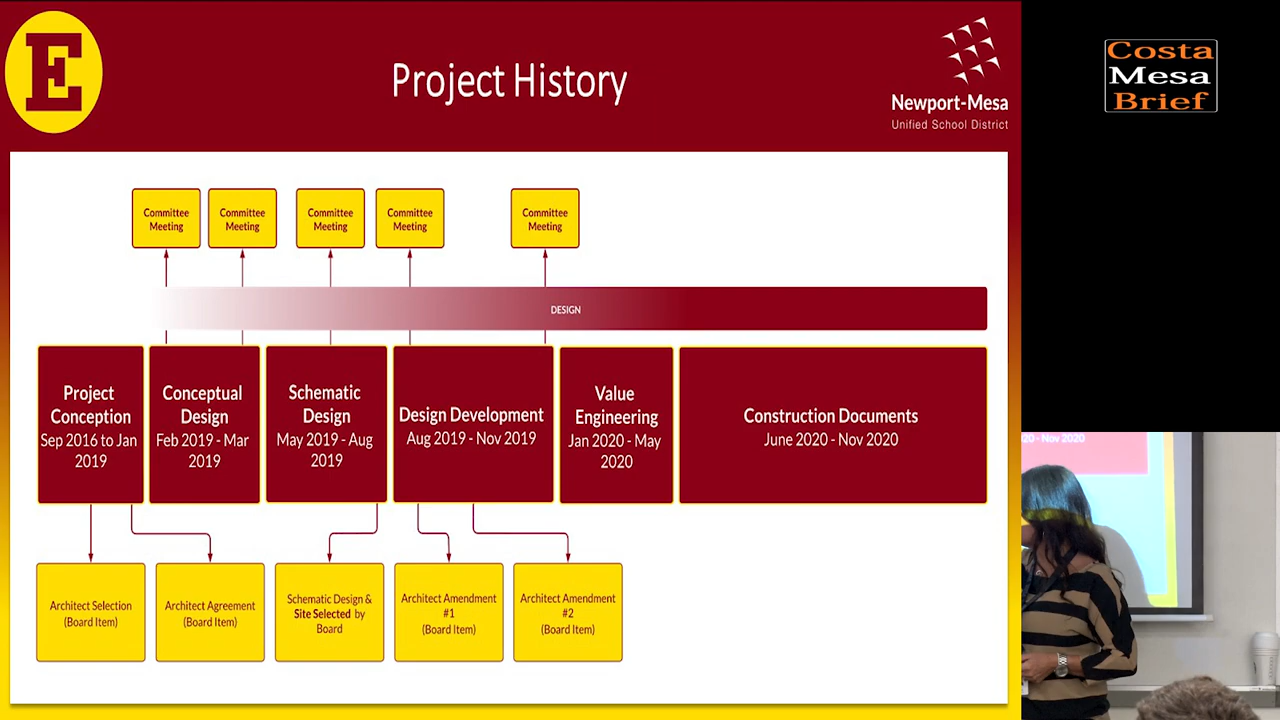 E
Project History
Newport-Mesa
Unified School District
Costa
Mesa
Brief
Committee
Meeting
Committee
Meeting
Committee
Meeting
Committee
Meeting
Committee
Meeting
DESIGN
Project
Conception
Sep 2016 to Jan
2019
Conceptual
Design
Feb 2019 - Mar
2019
Schematic
Design
May 2019 - Aug
2019
Design Development
Aug 2019 - Nov 2019
Value
Engineering
Jan 2020 - May
2020
Construction Documents
June 2020 - Nov 2020
Architect Selection
(Board Item)
Architect Agreement
(Board Item)
Schematic Design &
Site Selected by
Board
Architect Amendment
#1
(Board Item)
Architect Amendment
#2
(Board Item)
20 - Nov 2020